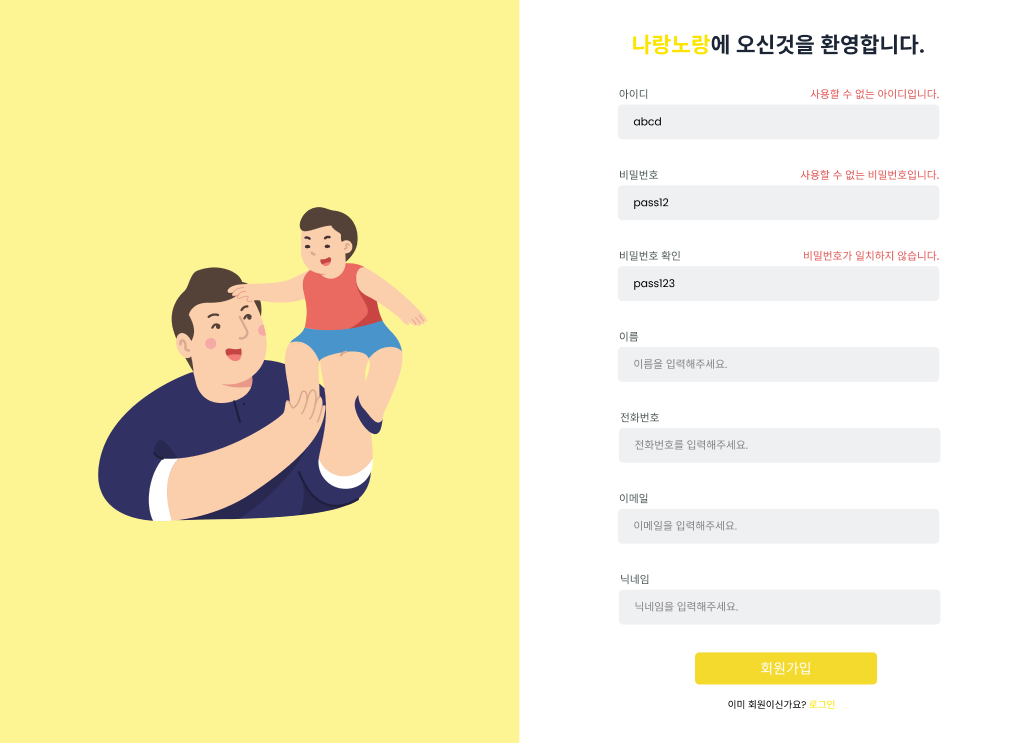 나랑노랑에 오신것을 환영합니다.
아이디 사용할 수 없는 아이디입니다.
abcd
비밀번호 사용할 수 없는 비밀번호입니다.
pass12
비밀번호 확인 비밀번호가 일치하지 않습니다.
pass123
이름
이름을 입력해주세요.
전화번호
전화번호를 입력해주세요.
이메일
이메일을 입력해주세요.
닉네임
닉네임을 입력해주세요.
회원가입
이미 회원이신가요? 로그인